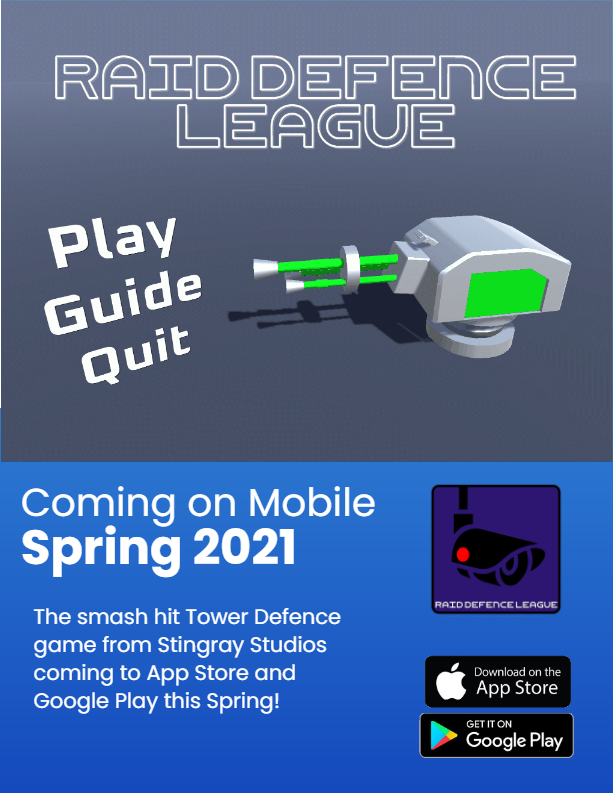 RAID DEFENCE
LEAGUE
Play
Guide
Quit
Coming on Mobile
Spring 2021
The smash hit Tower Defence
game from Stingray Studios
coming to App Store and
Google Play this Spring!
RAID DEFENCE LEAGUE
Download on the
App Store
GET IT ON
Google Play